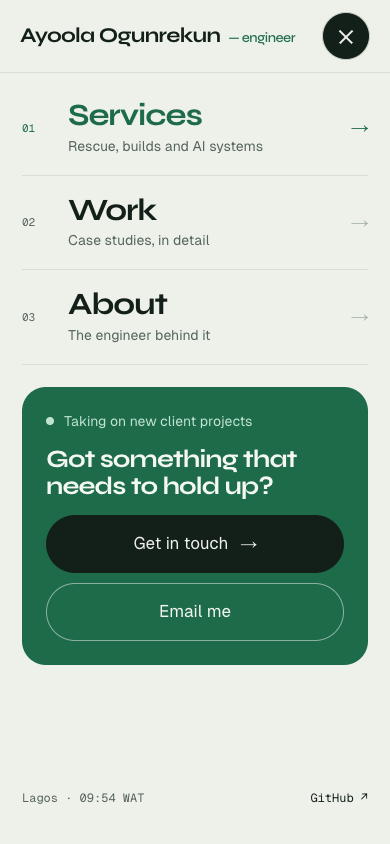 Ayoola Ogunrekun — engineer
01 Services →
Rescue, builds and AI systems
02 Work →
Case studies, in detail
03 About →
The engineer behind it
Taking on new client projects
Got something that
needs to hold up?
Get in touch →
Email me
Lagos · 09:54 WAT
GitHub ↗